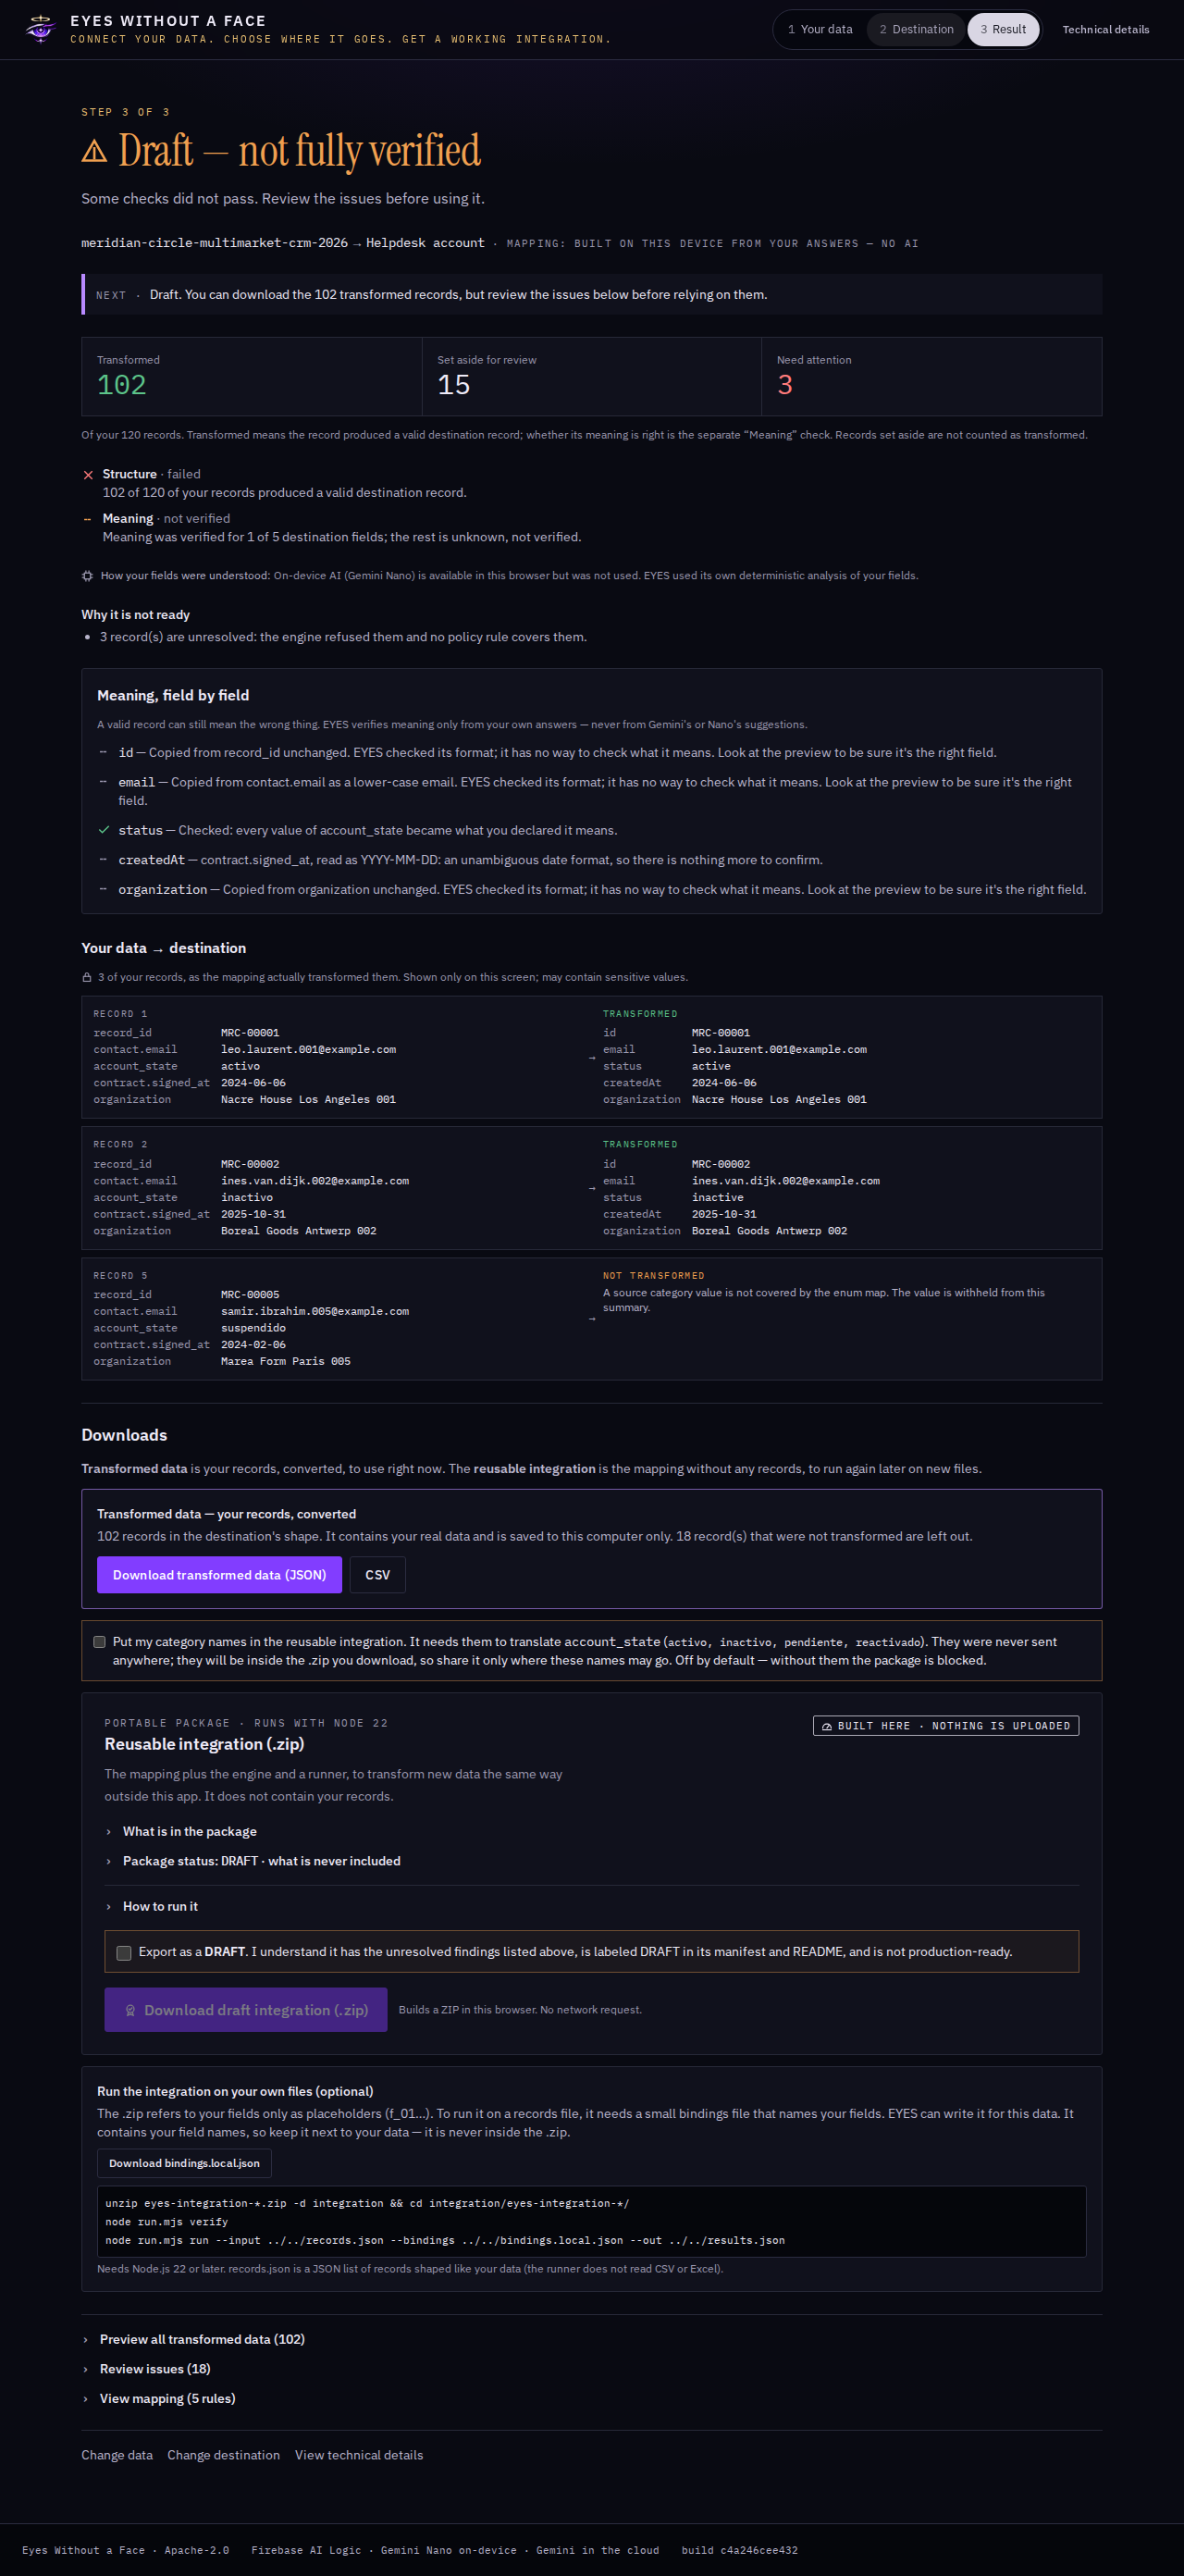 EYES WITHOUT A FACE
CONNECT YOUR DATA. CHOOSE WHERE IT GOES. GET A WORKING INTEGRATION.
1 Your data 2 Destination 3 Result Technical details
STEP 3 OF 3
Draft — not fully verified
Some checks did not pass. Review the issues before using it.
meridian-circle-multimarket-crm-2026 → Helpdesk account · MAPPING: BUILT ON THIS DEVICE FROM YOUR ANSWERS — NO AI
NEXT · Draft. You can download the 102 transformed records, but review the issues below before relying on them.
Transformed Set aside for review Need attention
102 15 3
Of your 120 records. Transformed means the record produced a valid destination record; whether its meaning is right is the separate “Meaning” check. Records set aside are not counted as transformed.
Structure · failed
102 of 120 of your records produced a valid destination record.
Meaning · not verified
Meaning was verified for 1 of 5 destination fields; the rest is unknown, not verified.
How your fields were understood: On-device AI (Gemini Nano) is available in this browser but was not used. EYES used its own deterministic analysis of your fields.
Why it is not ready
• 3 record(s) are unresolved: the engine refused them and no policy rule covers them.
Meaning, field by field
A valid record can still mean the wrong thing. EYES verifies meaning only from your own answers — never from Gemini's or Nano's suggestions.
id — Copied from record_id unchanged. EYES checked its format; it has no way to check what it means. Look at the preview to be sure it's the right field.
email — Copied from contact.email as a lower-case email. EYES checked its format; it has no way to check what it means. Look at the preview to be sure it's the right
field.
status — Checked: every value of account_state became what you declared it means.
createdAt — contract.signed_at, read as YYYY-MM-DD: an unambiguous date format, so there is nothing more to confirm.
organization — Copied from organization unchanged. EYES checked its format; it has no way to check what it means. Look at the preview to be sure it's the right field.
Your data → destination
3 of your records, as the mapping actually transformed them. Shown only on this screen; may contain sensitive values.
RECORD 1
record_id MRC-00001
contact.email leo.laurent.001@example.com
account_state activo
contract.signed_at 2024-06-06
organization Nacre House Los Angeles 001
→
TRANSFORMED
id MRC-00001
email leo.laurent.001@example.com
status active
createdAt 2024-06-06
organization Nacre House Los Angeles 001
RECORD 2
record_id MRC-00002
contact.email ines.van.dijk.002@example.com
account_state inactivo
contract.signed_at 2025-10-31
organization Boreal Goods Antwerp 002
→
TRANSFORMED
id MRC-00002
email ines.van.dijk.002@example.com
status inactive
createdAt 2025-10-31
organization Boreal Goods Antwerp 002
RECORD 5
record_id MRC-00005
contact.email samir.ibrahim.005@example.com
account_state suspendido
contract.signed_at 2024-02-06
organization Marea Form Paris 005
→
NOT TRANSFORMED
A source category value is not covered by the enum map. The value is withheld from this
summary.
Downloads
Transformed data is your records, converted, to use right now. The reusable integration is the mapping without any records, to run again later on new files.
Transformed data — your records, converted
102 records in the destination's shape. It contains your real data and is saved to this computer only. 18 record(s) that were not transformed are left out.
Download transformed data (JSON) CSV
Put my category names in the reusable integration. It needs them to translate account_state (activo, inactivo, pendiente, reactivado). They were never sent
anywhere; they will be inside the .zip you download, so share it only where these names may go. Off by default — without them the package is blocked.
PORTABLE PACKAGE · RUNS WITH NODE 22
BUILT HERE · NOTHING IS UPLOADED
Reusable integration (.zip)
The mapping plus the engine and a runner, to transform new data the same way
outside this app. It does not contain your records.
› What is in the package
› Package status: DRAFT · what is never included
› How to run it
Export as a DRAFT. I understand it has the unresolved findings listed above, is labeled DRAFT in its manifest and README, and is not production-ready.
Download draft integration (.zip) Builds a ZIP in this browser. No network request.
Run the integration on your own files (optional)
The .zip refers to your fields only as placeholders (f_01…). To run it on a records file, it needs a small bindings file that names your fields. EYES can write it for this data. It
contains your field names, so keep it next to your data — it is never inside the .zip.
Download bindings.local.json
unzip eyes-integration-*.zip -d integration && cd integration/eyes-integration-*/
node run.mjs verify
node run.mjs run --input ../../records.json --bindings ../../bindings.local.json --out ../../results.json
Needs Node.js 22 or later. records.json is a JSON list of records shaped like your data (the runner does not read CSV or Excel).
› Preview all transformed data (102)
› Review issues (18)
› View mapping (5 rules)
Change data Change destination View technical details
Eyes Without a Face · Apache-2.0 Firebase AI Logic · Gemini Nano on-device · Gemini in the cloud build c4a246cee432